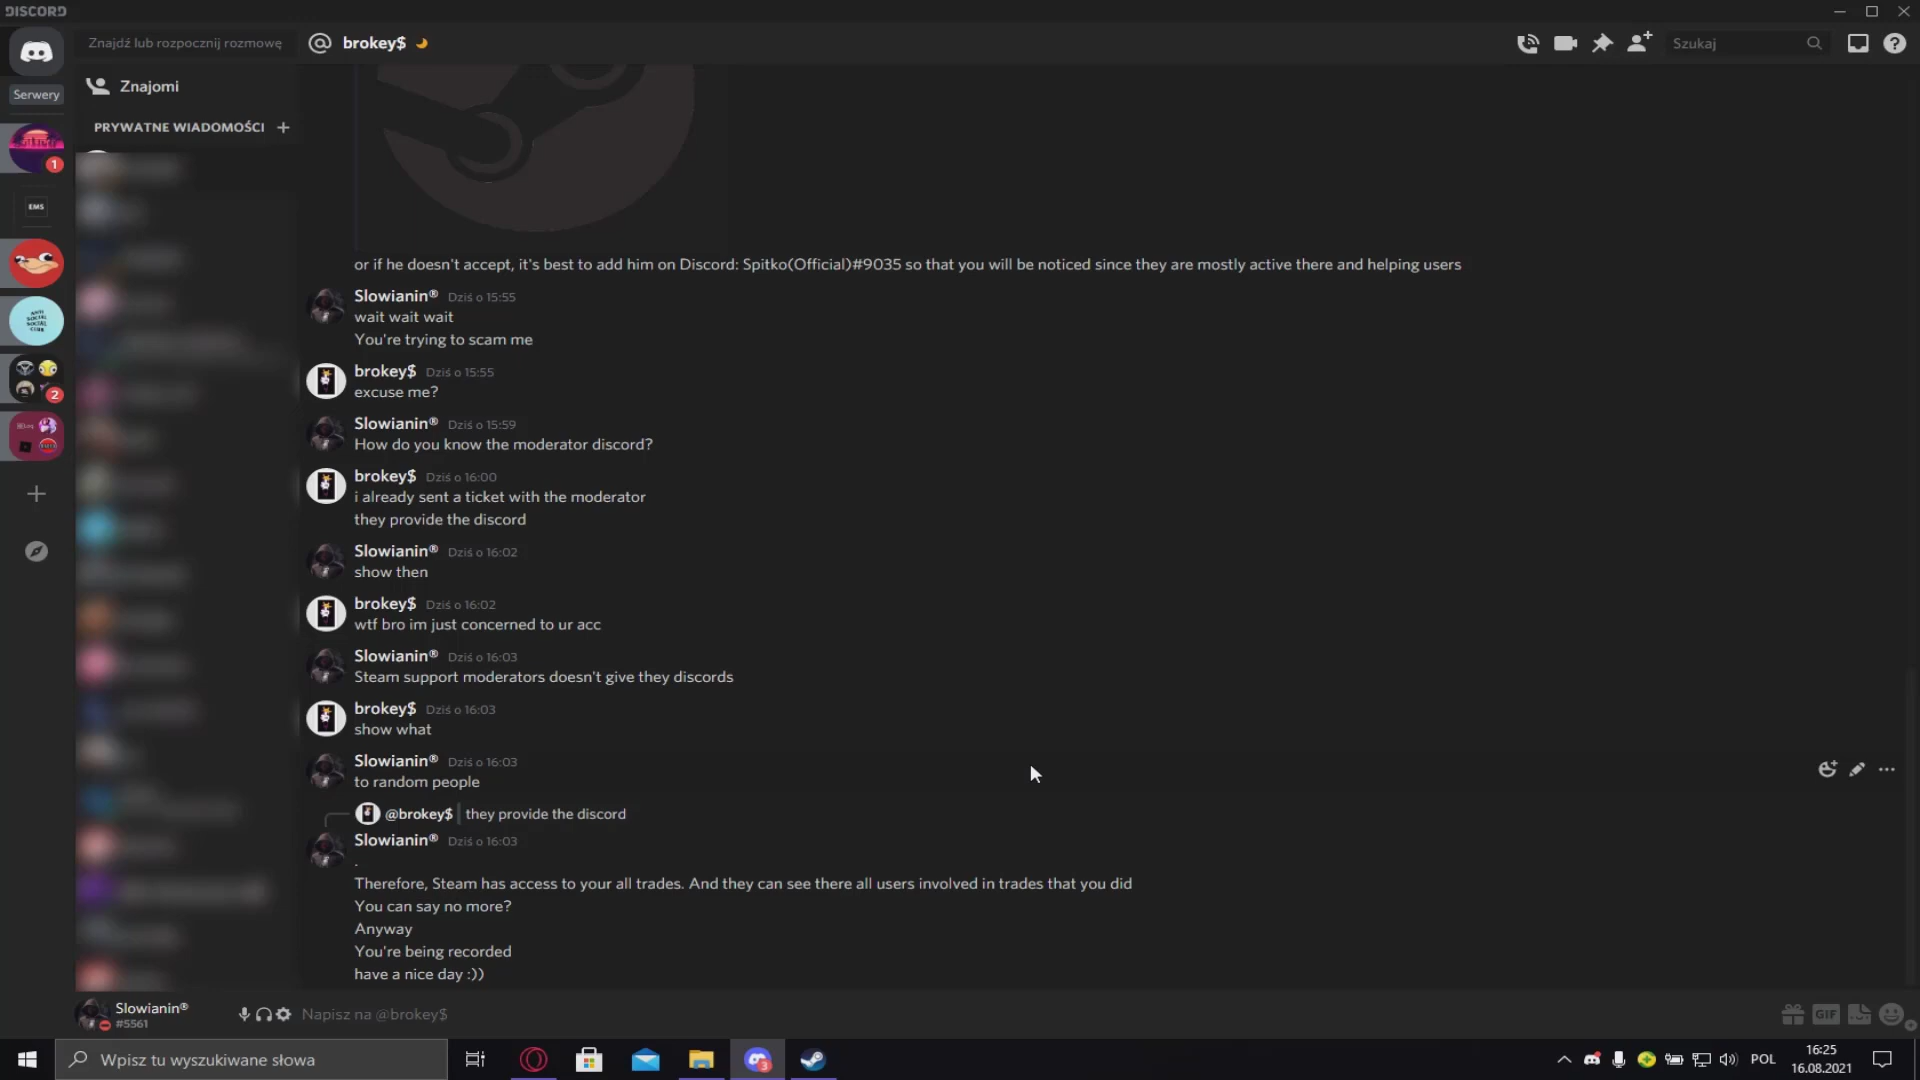 DISCORD
Znajdź lub rozpocznij rozmowę
brokey$
Szukaj
Serwery
Znajomi
PRYWATNE WIADOMOŚCI
1
EMS
ANTI
SOCIAL
SOCIAL
CLUB
2
or if he doesn't accept, it's best to add him on Discord: Spitko(Official)#9035 so that you will be noticed since they are mostly active there and helping users
Slowianin® Dziś o 15:55
wait wait wait
You're trying to scam me
brokey$ Dziś o 15:55
excuse me?
Slowianin® Dziś o 15:59
How do you know the moderator discord?
brokey$ Dziś o 16:00
i already sent a ticket with the moderator
they provide the discord
Slowianin® Dziś o 16:02
show then
brokey$ Dziś o 16:02
wtf bro im just concerned to ur acc
Slowianin® Dziś o 16:03
Steam support moderators doesn't give they discords
brokey$ Dziś o 16:03
show what
Slowianin® Dziś o 16:03
to random people
@brokey$ they provide the discord
Slowianin® Dziś o 16:03
.
Therefore, Steam has access to your all trades. And they can see there all users involved in trades that you did
You can say no more?
Anyway
You're being recorded
have a nice day :))
Slowianin®
#5561
Napisz na @brokey$
GIF
Wpisz tu wyszukiwane słowa
3
POL
16:25
16.08.2021